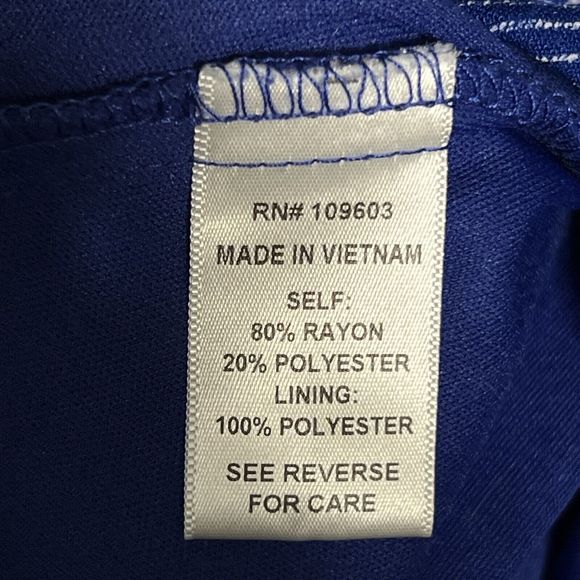 RN# 109603
MADE IN VIETNAM
SELF:
80% RAYON
20% POLYESTER
LINING:
100% POLYESTER
SEE REVERSE
FOR CARE